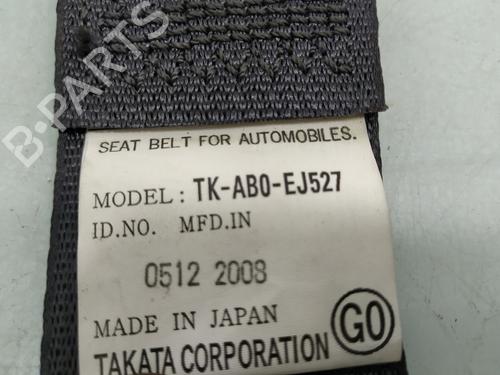 B-PARTS
SEAT BELT FOR AUTOMOBILES.
MODEL : TK-AB0-EJ527
ID.NO. MFD.IN
0512 2008
MADE IN JAPAN
GO
TAKATA CORPORATION